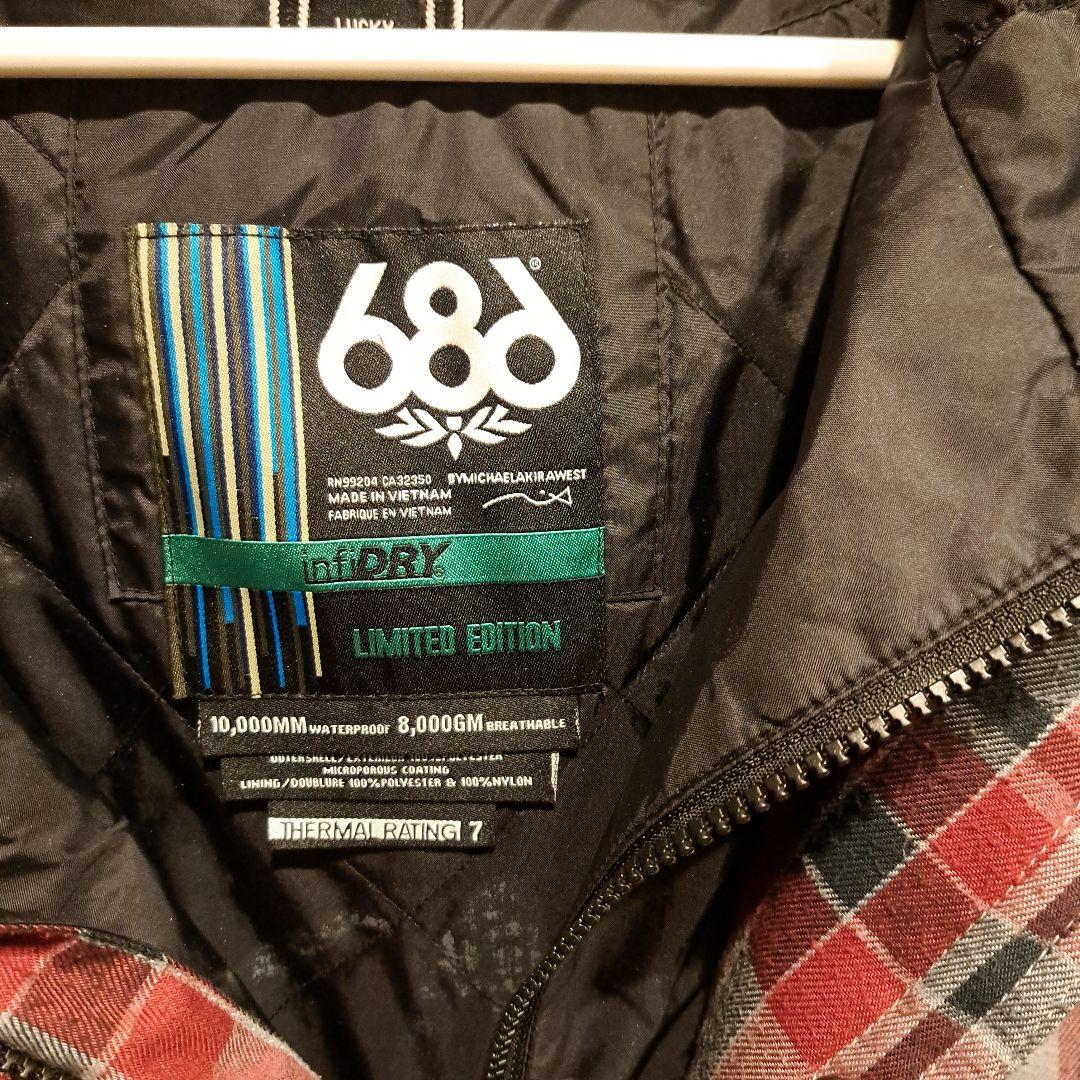 LUCKY
686
RN99204 CA32350 BYMICHAELAKIRAWEST
MADE IN VIETNAM
FABRIQUE EN VIETNAM
infiDRY
LIMITED EDITION
10,000MM WATERPROOF 8,000GM BREATHABLE
MICROPOROUS COATING
LINING/DOUBLURE 100%POLYESTER & 100%NYLON
THERMAL RATING 7